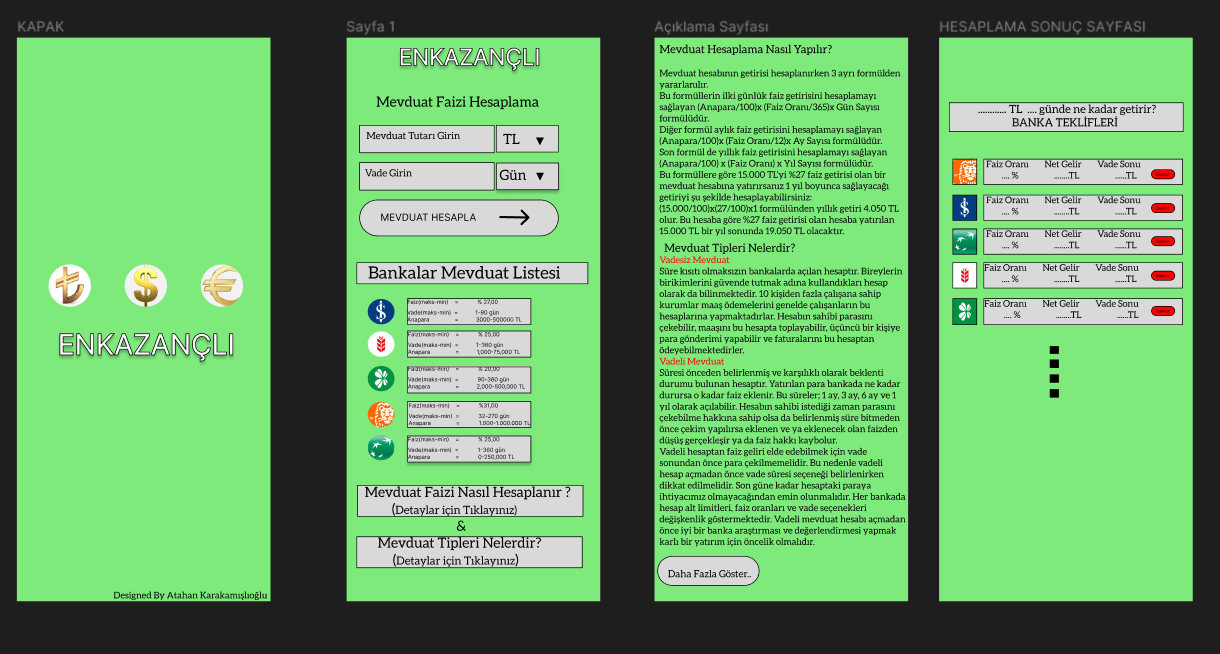 KAPAK
ENKAZANÇLI
Designed By Atahan Karakamışlıoğlu
Sayfa 1
ENKAZANÇLI
Mevduat Faizi Hesaplama
Mevduat Tutarı Girin
TL ▼
Vade Girin
Gün ▼
MEVDUAT HESAPLA
Bankalar Mevduat Listesi
Faiz(maks-min) = % 27,00
Vade(maks-min) = 1-90 gün
Anapara = 3000-500000 TL
Faiz(maks-min) = % 25,00
Vade(maks-min) = 1-360 gün
Anapara = 1,000-75,000 TL
Faiz(maks-min) = % 20,00
Vade(maks-min) = 90-360 gün
Anapara = 2,000-500,000 TL
Faiz(maks-min) = %31,00
Vade(maks-min) = 32-270 gün
Anapara = 1.000-1.000.000 TL
Faiz(maks-min) = % 25,00
Vade(maks-min) = 1-360 gün
Anapara = 0-250,000 TL
Mevduat Faizi Nasıl Hesaplanır ?
(Detaylar için Tıklayınız)
&
Mevduat Tipleri Nelerdir?
(Detaylar için Tıklayınız)
Açıklama Sayfası
Mevduat Hesaplama Nasıl Yapılır?
Mevduat hesabının getirisi hesaplanırken 3 ayrı formülden
yararlanılır.
Bu formüllerin ilki günlük faiz getirisini hesaplamayı
sağlayan (Anapara/100)x (Faiz Oranı/365)x Gün Sayısı
formülüdür.
Diğer formül aylık faiz getirisini hesaplamayı sağlayan
(Anapara/100)x (Faiz Oranı/12)x Ay Sayısı formülüdür.
Son formül de yıllık faiz getirisini hesaplamayı sağlayan
(Anapara/100) x (Faiz Oranı) x Yıl Sayısı formülüdür.
Bu formüllere göre 15.000 TL'yi %27 faiz getirisi olan bir
mevduat hesabına yatırırsanız 1 yıl boyunca sağlayacağı
getiriyi şu şekilde hesaplayabilirsiniz:
(15.000/100)x(27/100)x1 formülünden yıllık getiri 4.050 TL
olur. Bu hesaba göre %27 faiz getirisi olan hesaba yatırılan
15.000 TL bir yıl sonunda 19.050 TL olacaktır.
Mevduat Tipleri Nelerdir?
Vadesiz Mevduat
Süre kısıtı olmaksızın bankalarda açılan hesaptır. Bireylerin
birikimlerini güvende tutmak adına kullandıkları hesap
olarak da bilinmektedir. 10 kişiden fazla çalışana sahip
kurumlar maaş ödemelerini genelde çalışanların bu
hesaplarına yapmaktadırlar. Hesabın sahibi parasını
çekebilir, maaşını bu hesapta toplayabilir, üçüncü bir kişiye
para gönderimi yapabilir ve faturalarını bu hesaptan
ödeyebilmektedirler.
Vadeli Mevduat
Süresi önceden belirlenmiş ve karşılıklı olarak beklenti
durumu bulunan hesaptır. Yatırılan para bankada ne kadar
durursa o kadar faiz eklenir. Bu süreler; 1 ay, 3 ay, 6 ay ve 1
yıl olarak açılabilir. Hesabın sahibi istediği zaman parasını
çekebilme hakkına sahip olsa da belirlenmiş süre bitmeden
önce çekim yapılırsa eklenen ve ya eklenecek olan faizden
düşüş gerçekleşir ya da faiz hakkı kaybolur.
Vadeli hesaptan faiz geliri elde edebilmek için vade
sonundan önce para çekilmemelidir. Bu nedenle vadeli
hesap açmadan önce vade süresi seçeneği belirlenirken
dikkat edilmelidir. Son güne kadar hesaptaki paraya
ihtiyacımız olmayacağından emin olunmalıdır. Her bankada
hesap alt limitleri, faiz oranları ve vade seçenekleri
değişkenlik göstermektedir. Vadeli mevduat hesabı açmadan
önce iyi bir banka araştırması ve değerlendirmesi yapmak
karlı bir yatırım için öncelik olmalıdır.
Daha Fazla Göster..
HESAPLAMA SONUÇ SAYFASI
............ TL .... günde ne kadar getirir?
BANKA TEKLİFLERİ
Faiz Oranı Net Gelir Vade Sonu
.... % ........TL ......TL
Faiz Oranı Net Gelir Vade Sonu
.... % ........TL ......TL
Faiz Oranı Net Gelir Vade Sonu
.... % ........TL ......TL
Faiz Oranı Net Gelir Vade Sonu
.... % ........TL ......TL
Faiz Oranı Net Gelir Vade Sonu
.... % ........TL ......TL